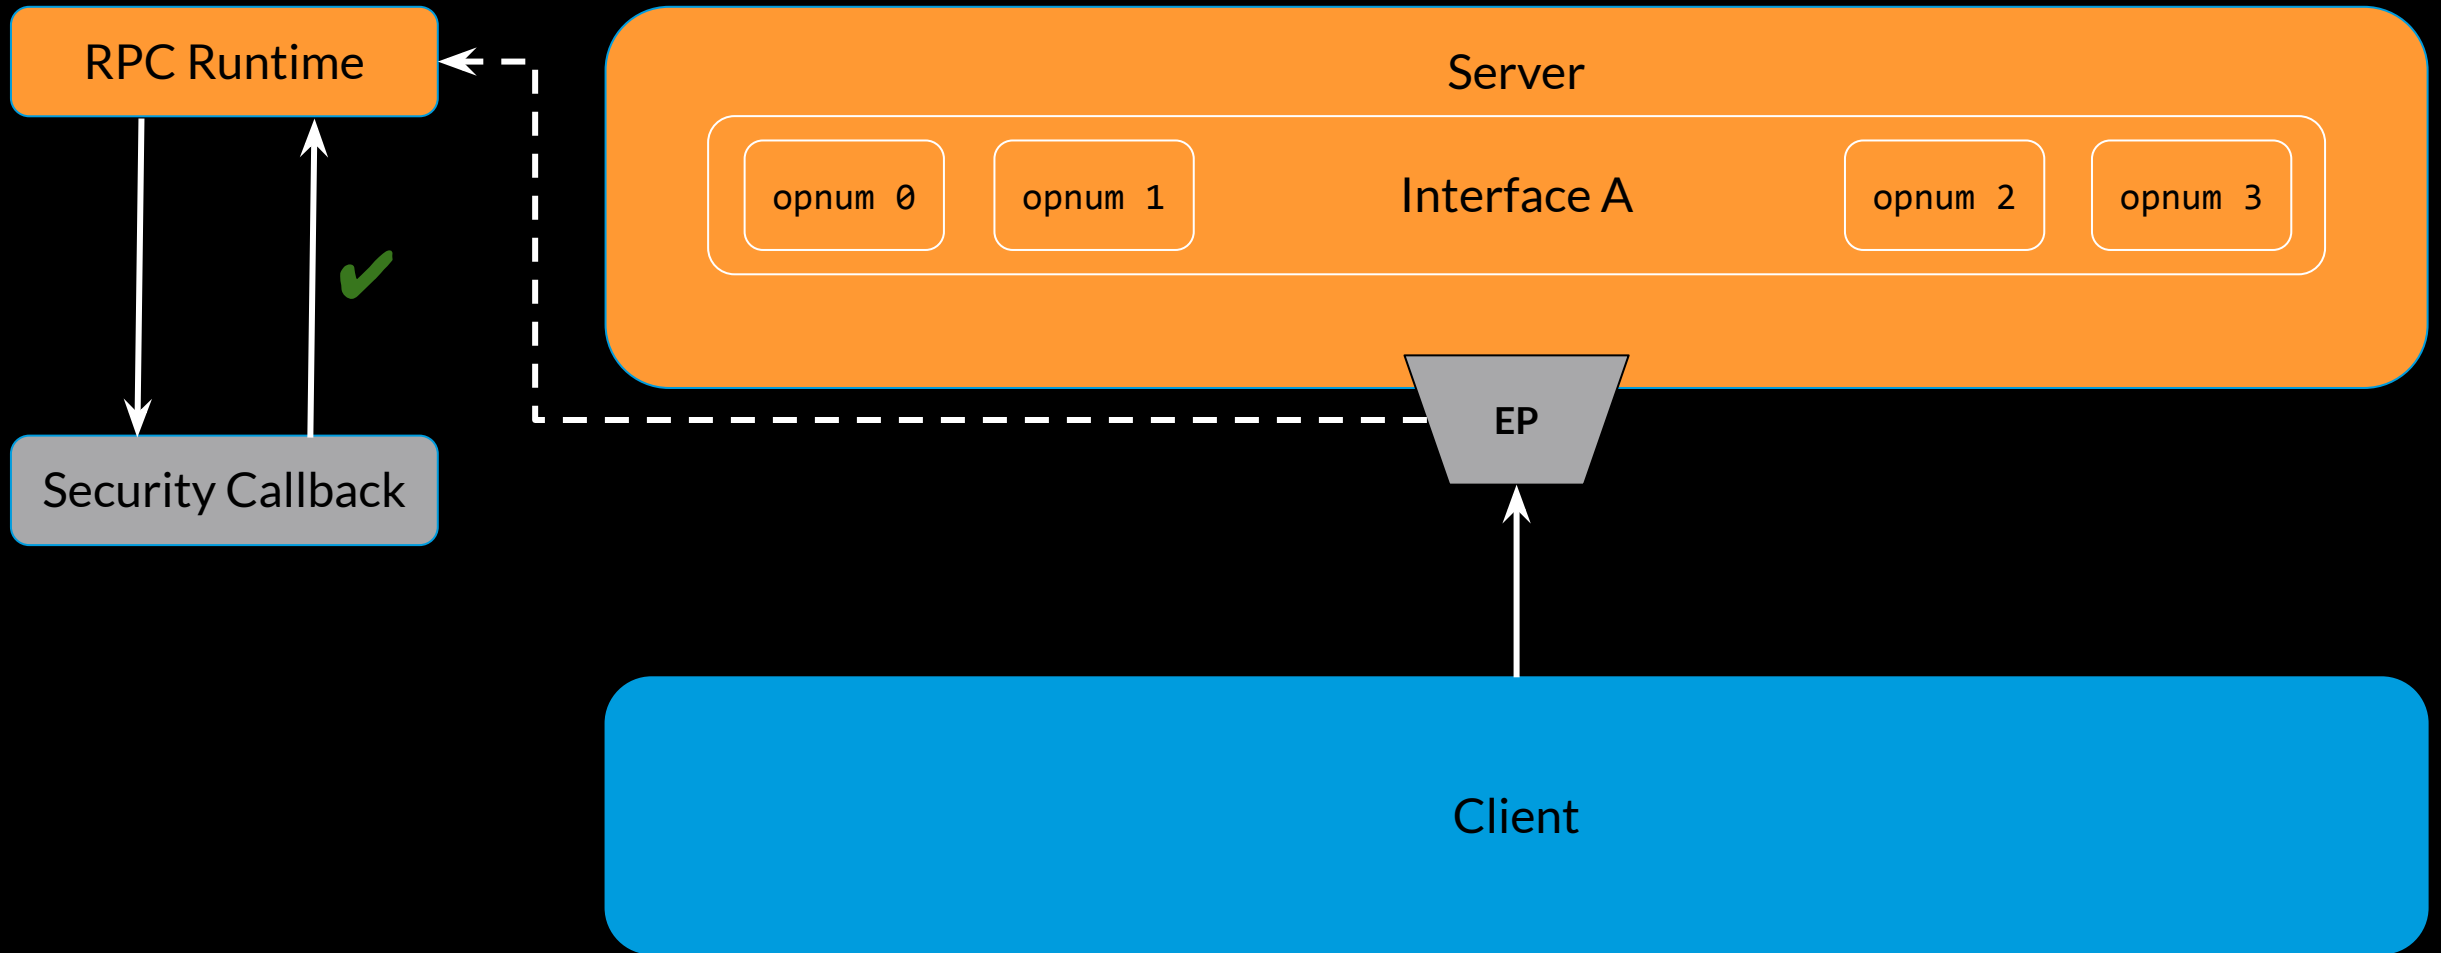 RPC Runtime
Server
opnum 0
opnum 1
Interface A
opnum 2
opnum 3
EP
Security Callback
Client